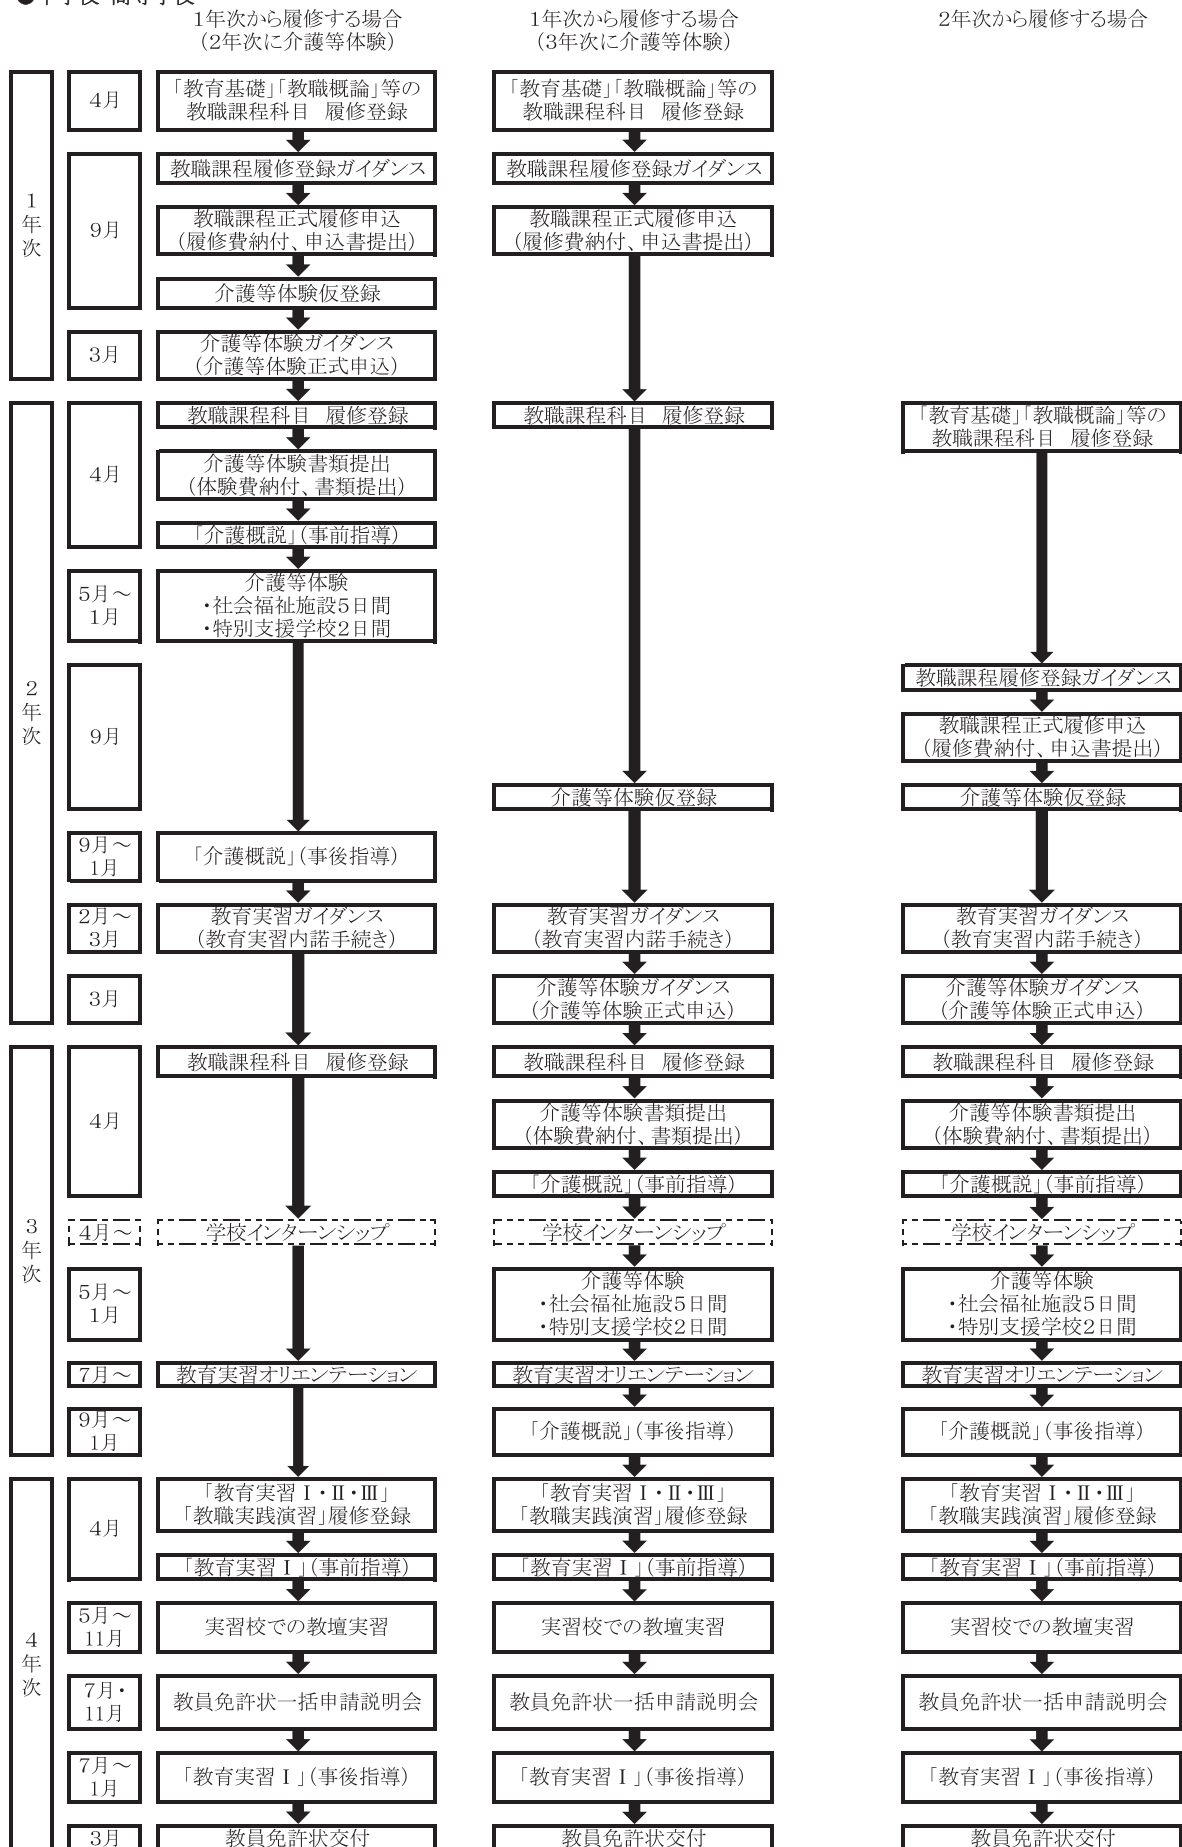 1年次から履修する場合
(2年次に介護等体験)
1年次から履修する場合
(3年次に介護等体験)
2年次から履修する場合
1年次
4月
「教育基礎」「教職概論」等の
教職課程科目 履修登録
「教育基礎」「教職概論」等の
教職課程科目 履修登録
9月
教職課程履修登録ガイダンス
教職課程履修登録ガイダンス
教職課程正式履修申込
(履修費納付、申込書提出)
教職課程正式履修申込
(履修費納付、申込書提出)
介護等体験仮登録
3月
介護等体験ガイダンス
(介護等体験正式申込)
2年次
4月
教職課程科目 履修登録
教職課程科目 履修登録
「教育基礎」「教職概論」等の
教職課程科目 履修登録
介護等体験書類提出
(体験費納付、書類提出)
「介護概説」(事前指導)
5月～
1月
介護等体験
・社会福祉施設5日間
・特別支援学校2日間
9月
教職課程履修登録ガイダンス
教職課程正式履修申込
(履修費納付、申込書提出)
介護等体験仮登録
介護等体験仮登録
9月～
1月
「介護概説」(事後指導)
2月～
3月
教育実習ガイダンス
(教育実習内諾手続き)
教育実習ガイダンス
(教育実習内諾手続き)
教育実習ガイダンス
(教育実習内諾手続き)
3月
介護等体験ガイダンス
(介護等体験正式申込)
介護等体験ガイダンス
(介護等体験正式申込)
3年次
4月
教職課程科目 履修登録
教職課程科目 履修登録
教職課程科目 履修登録
介護等体験書類提出
(体験費納付、書類提出)
介護等体験書類提出
(体験費納付、書類提出)
「介護概説」(事前指導)
「介護概説」(事前指導)
4月～
学校インターンシップ
学校インターンシップ
学校インターンシップ
5月～
1月
介護等体験
・社会福祉施設5日間
・特別支援学校2日間
介護等体験
・社会福祉施設5日間
・特別支援学校2日間
7月～
教育実習オリエンテーション
教育実習オリエンテーション
教育実習オリエンテーション
9月～
1月
「介護概説」(事後指導)
「介護概説」(事後指導)
4年次
4月
「教育実習Ⅰ・Ⅱ・Ⅲ」
「教職実践演習」履修登録
「教育実習Ⅰ・Ⅱ・Ⅲ」
「教職実践演習」履修登録
「教育実習Ⅰ・Ⅱ・Ⅲ」
「教職実践演習」履修登録
「教育実習Ⅰ」(事前指導)
「教育実習Ⅰ」(事前指導)
「教育実習Ⅰ」(事前指導)
5月～
11月
実習校での教壇実習
実習校での教壇実習
実習校での教壇実習
7月・
11月
教員免許状一括申請説明会
教員免許状一括申請説明会
教員免許状一括申請説明会
7月～
1月
「教育実習Ⅰ」(事後指導)
「教育実習Ⅰ」(事後指導)
「教育実習Ⅰ」(事後指導)
3月
教員免許状交付
教員免許状交付
教員免許状交付